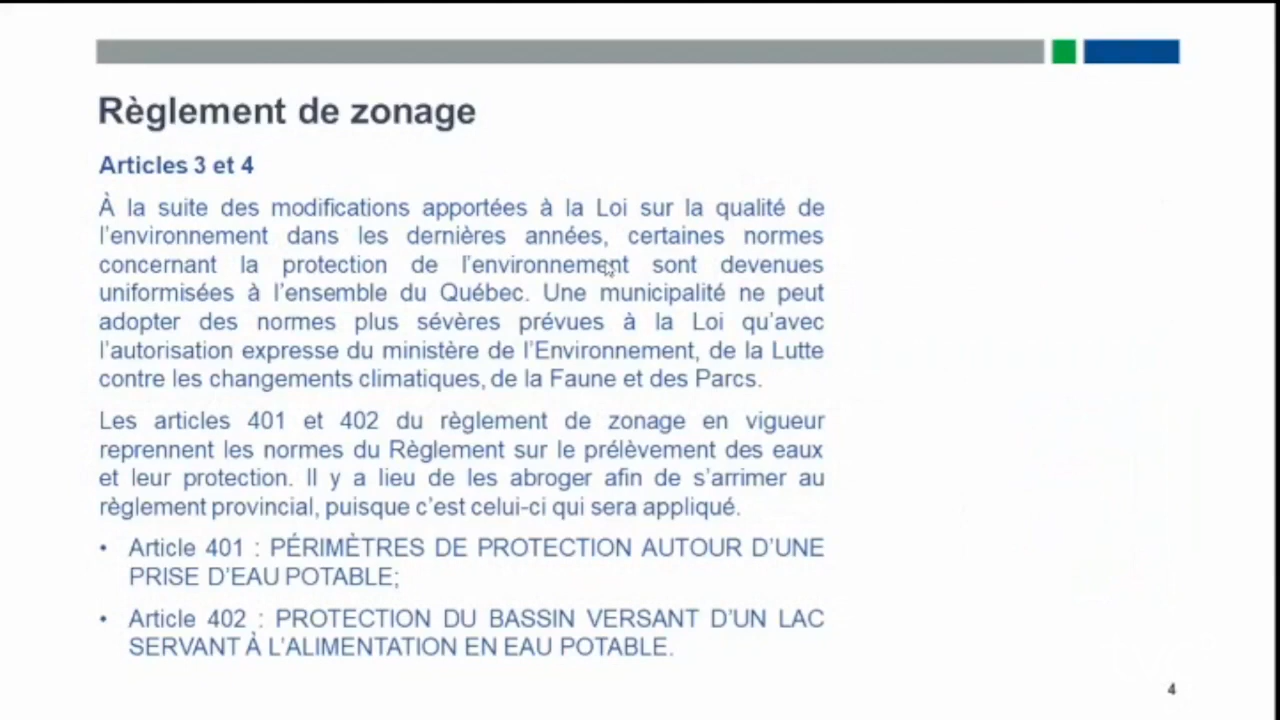 Règlement de zonage
Articles 3 et 4
À la suite des modifications apportées à la Loi sur la qualité de
l'environnement dans les dernières années, certaines normes
concernant la protection de l'environnement sont devenues
uniformisées à l'ensemble du Québec. Une municipalité ne peut
adopter des normes plus sévères prévues à la Loi qu'avec
l'autorisation expresse du ministère de l'Environnement, de la Lutte
contre les changements climatiques, de la Faune et des Parcs.
Les articles 401 et 402 du règlement de zonage en vigueur
reprennent les normes du Règlement sur le prélèvement des eaux
et leur protection. Il y a lieu de les abroger afin de s'arrimer au
règlement provincial, puisque c'est celui-ci qui sera appliqué.
• Article 401 : PÉRIMÈTRES DE PROTECTION AUTOUR D'UNE
PRISE D'EAU POTABLE;
• Article 402 : PROTECTION DU BASSIN VERSANT D'UN LAC
SERVANT À L'ALIMENTATION EN EAU POTABLE.
4